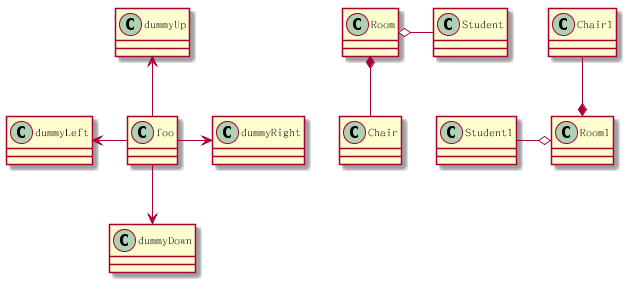 C dummyUp
C Room
C Student
C Chair1
C dummyLeft
C foo
C dummyRight
C Chair
C Student1
C Room1
C dummyDown